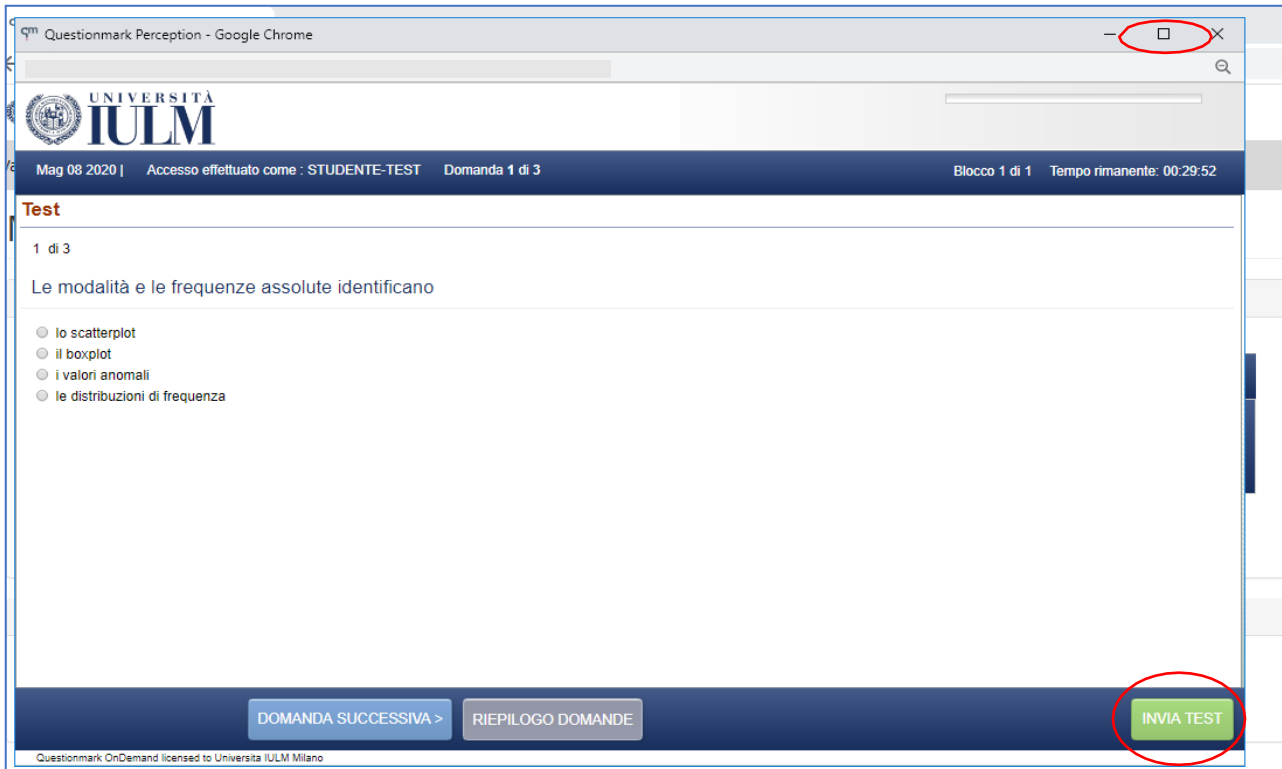 Questionmark Perception - Google Chrome
UNIVERSITÀ
IULM
Mag 08 2020 | Accesso effettuato come : STUDENTE-TEST Domanda 1 di 3 Blocco 1 di 1 Tempo rimanente: 00:29:52
Test
1 di 3
Le modalità e le frequenze assolute identificano
lo scatterplot
il boxplot
i valori anomali
le distribuzioni di frequenza
DOMANDA SUCCESSIVA > RIEPILOGO DOMANDE INVIA TEST
Questionmark OnDemand licensed to Universita IULM Milano